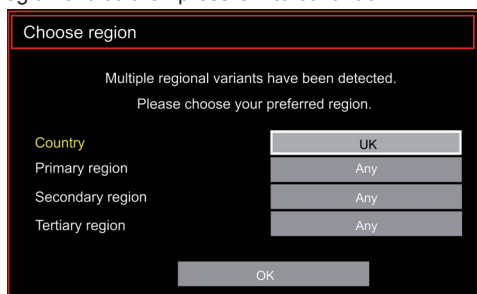 Choose region
Multiple regional variants have been detected.
Please choose your preferred region.
Country UK
Primary region Any
Secondary region Any
Tertiary region Any
OK